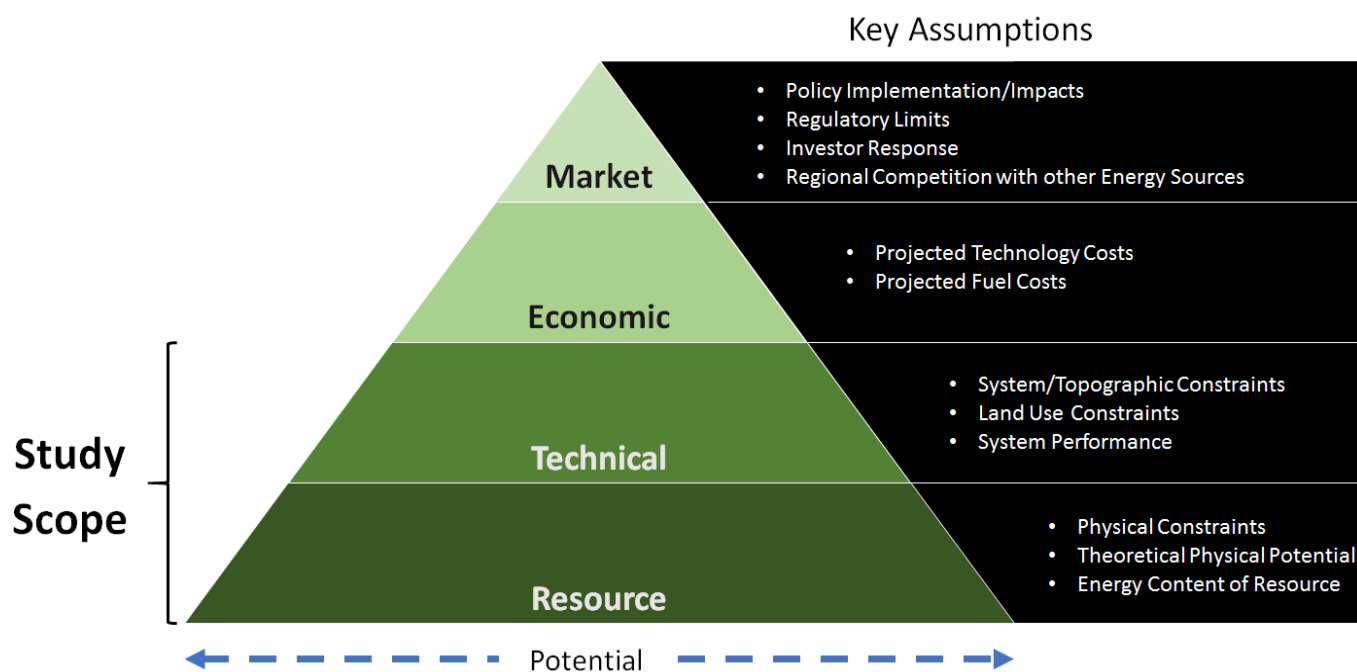 Key Assumptions
• Policy Implementation/Impacts
• Regulatory Limits
• Investor Response
• Regional Competition with other Energy Sources
Market
• Projected Technology Costs
• Projected Fuel Costs
Economic
• System/Topographic Constraints
• Land Use Constraints
• System Performance
Technical
Study
Scope
• Physical Constraints
• Theoretical Physical Potential
• Energy Content of Resource
Resource
Potential